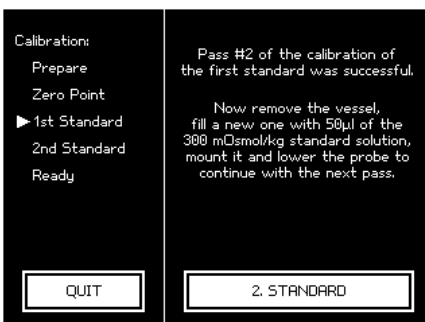 Calibration:
Prepare
Zero Point
1st Standard
2nd Standard
Ready
QUIT
Pass #2 of the calibration of
the first standard was successful.
Now remove the vessel,
fill a new one with 50µl of the
300 mOsmol/kg standard solution,
mount it and lower the probe to
continue with the next pass.
2. STANDARD